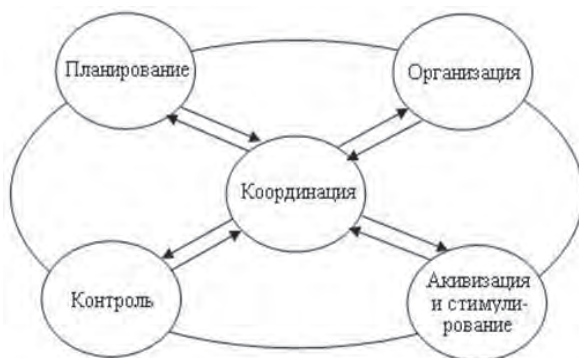 Планирование
Организация
Координация
Контроль
Акивизация
и стимули-
рование